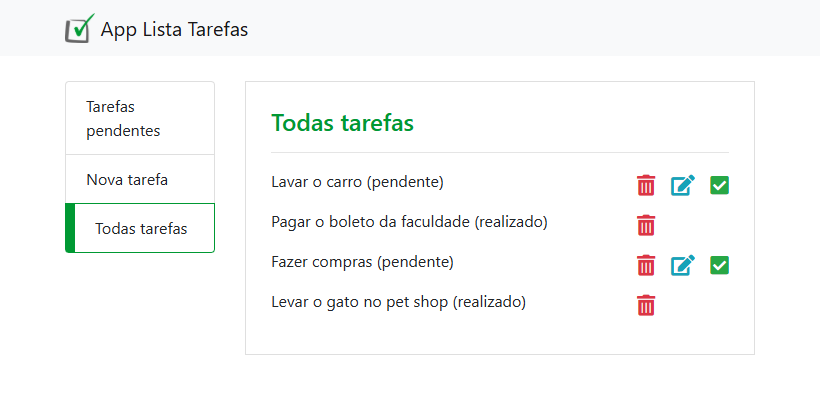 App Lista Tarefas
Tarefas
pendentes
Nova tarefa
Todas tarefas
Todas tarefas
Lavar o carro (pendente)
Pagar o boleto da faculdade (realizado)
Fazer compras (pendente)
Levar o gato no pet shop (realizado)